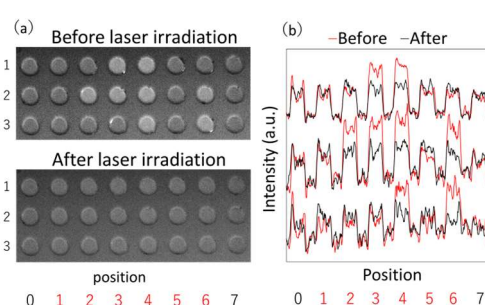 (a)
Before laser irradiation
1
2
3
After laser irradiation
1
2
3
position
0 1 2 3 4 5 6 7
(b)
Before After
Intensity (a.u.)
Position
0 1 2 3 4 5 6 7